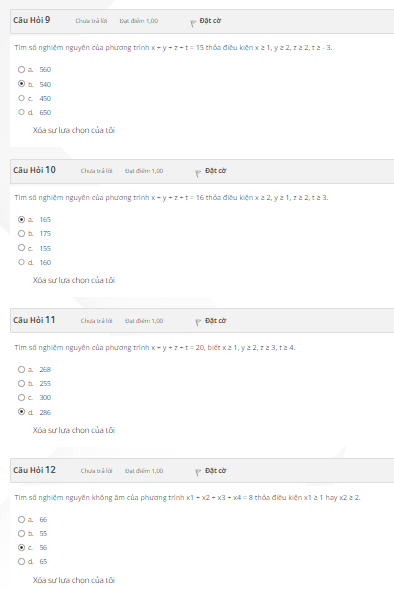 Câu Hỏi 9 Chưa trả lời Đạt điểm 1,00 Đặt cờ
Tìm số nghiệm nguyên của phương trình x + y + z + t = 15 thỏa điều kiện x ≥ 1, y ≥ 2, z ≥ 2, t ≥ - 3.
a. 560
b. 540
c. 450
d. 650
Xóa sự lựa chọn của tôi
Câu Hỏi 10 Chưa trả lời Đạt điểm 1,00 Đặt cờ
Tìm số nghiệm nguyên của phương trình x + y + z + t = 16 thỏa điều kiện x ≥ 2, y ≥ 1, z ≥ 2, t ≥ 3.
a. 165
b. 175
c. 155
d. 160
Xóa sự lựa chọn của tôi
Câu Hỏi 11 Chưa trả lời Đạt điểm 1,00 Đặt cờ
Tìm số nghiệm nguyên của phương trình x + y + z + t = 20, biết x ≥ 1, y ≥ 2, z ≥ 3, t ≥ 4.
a. 268
b. 255
c. 300
d. 286
Xóa sự lựa chọn của tôi
Câu Hỏi 12 Chưa trả lời Đạt điểm 1,00 Đặt cờ
Tìm số nghiệm nguyên không âm của phương trình x1 + x2 + x3 + x4 = 8 thỏa điều kiện x1 ≥ 1 hay x2 ≥ 2.
a. 66
b. 55
c. 56
d. 65
Xóa sự lựa chọn của tôi